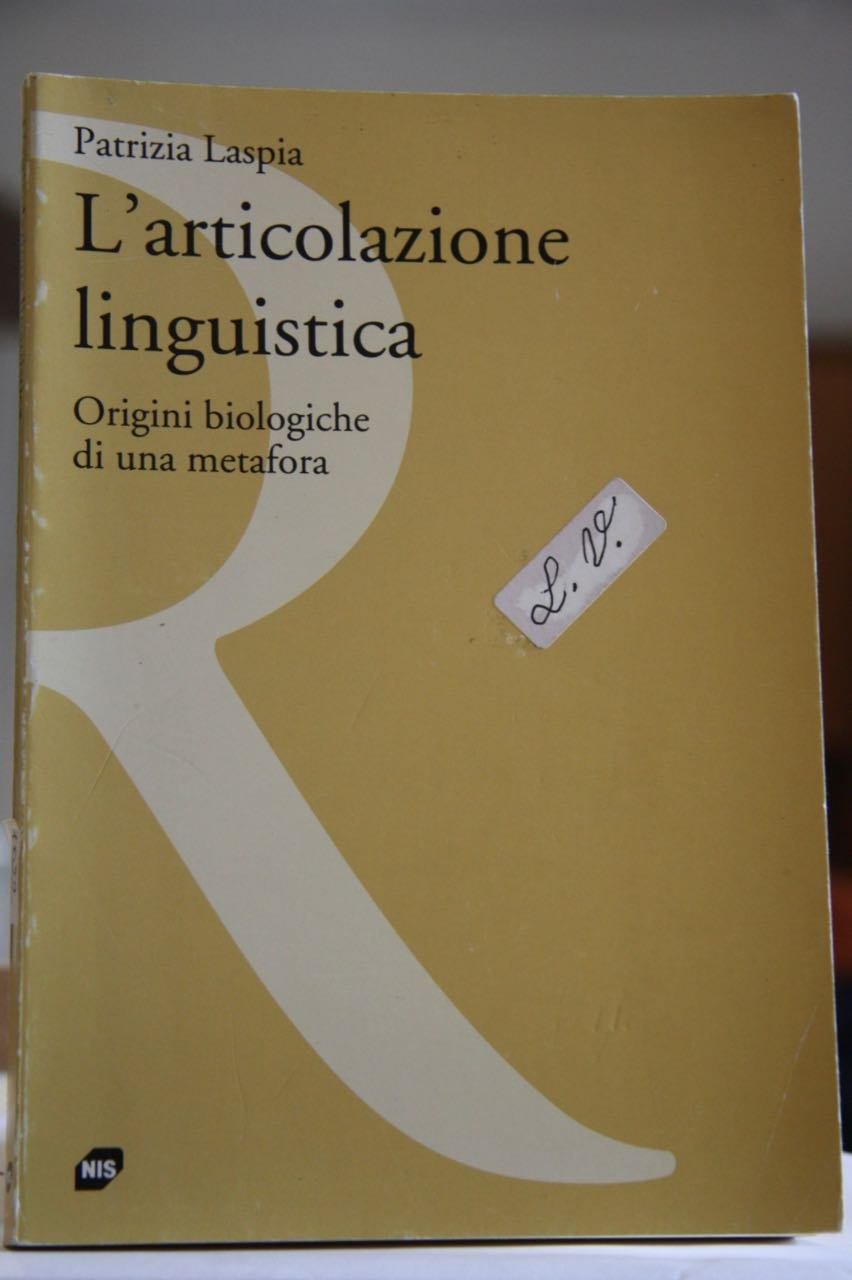 Patrizia Laspia
L'articolazione
linguistica
Origini biologiche
di una metafora
L. V.
R
NIS